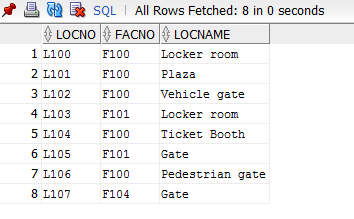 SQL | All Rows Fetched: 8 in 0 seconds
LOCNO FACNO LOCNAME
1 L100 F100 Locker room
2 L101 F100 Plaza
3 L102 F100 Vehicle gate
4 L103 F101 Locker room
5 L104 F100 Ticket Booth
6 L105 F101 Gate
7 L106 F100 Pedestrian gate
8 L107 F104 Gate